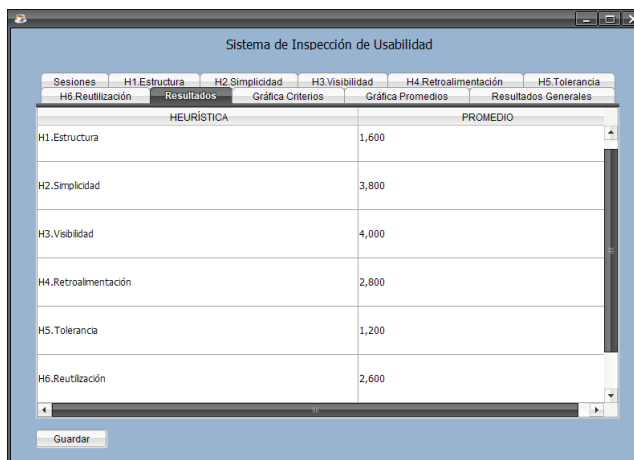 Sistema de Inspección de Usabilidad
Sesiones H1.Estructura H2.Simplicidad H3.Visibilidad H4.Retroalimentación H5.Tolerancia
H6.Reutilización Resultados Gráfica Criterios Gráfica Promedios Resultados Generales
HEURÍSTICA PROMEDIO
H1.Estructura 1,600
H2.Simplicidad 3,800
H3.Visibilidad 4,000
H4.Retroalimentación 2,800
H5.Tolerancia 1,200
H6.Reutilización 2,600
Guardar